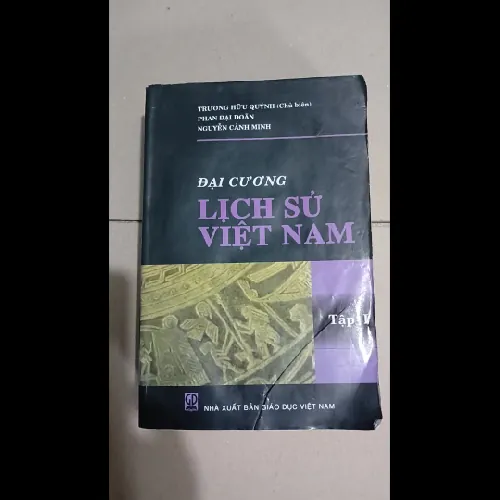 TRƯƠNG HỮU QUÝNH (Chủ biên)
PHAN ĐẠI DOÃN
NGUYỄN CẢNH MINH
ĐẠI CƯƠNG
LỊCH SỬ
VIỆT NAM
Tập I
GD
NHÀ XUẤT BẢN GIÁO DỤC VIỆT NAM